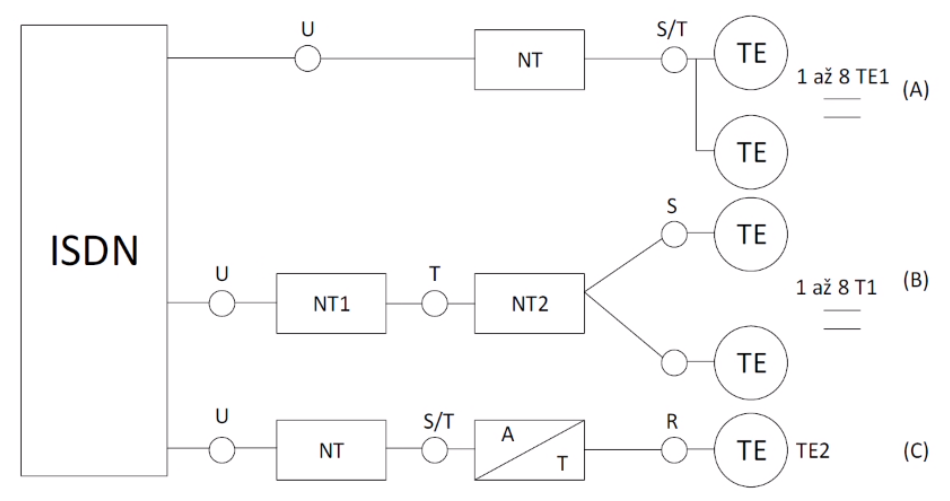 ISDN
U
NT
S/T
TE
TE
1 až 8 TE1
(A)
U
NT1
T
NT2
S
TE
TE
1 až 8 T1
(B)
U
NT
S/T
A
T
R
TE
TE2
(C)